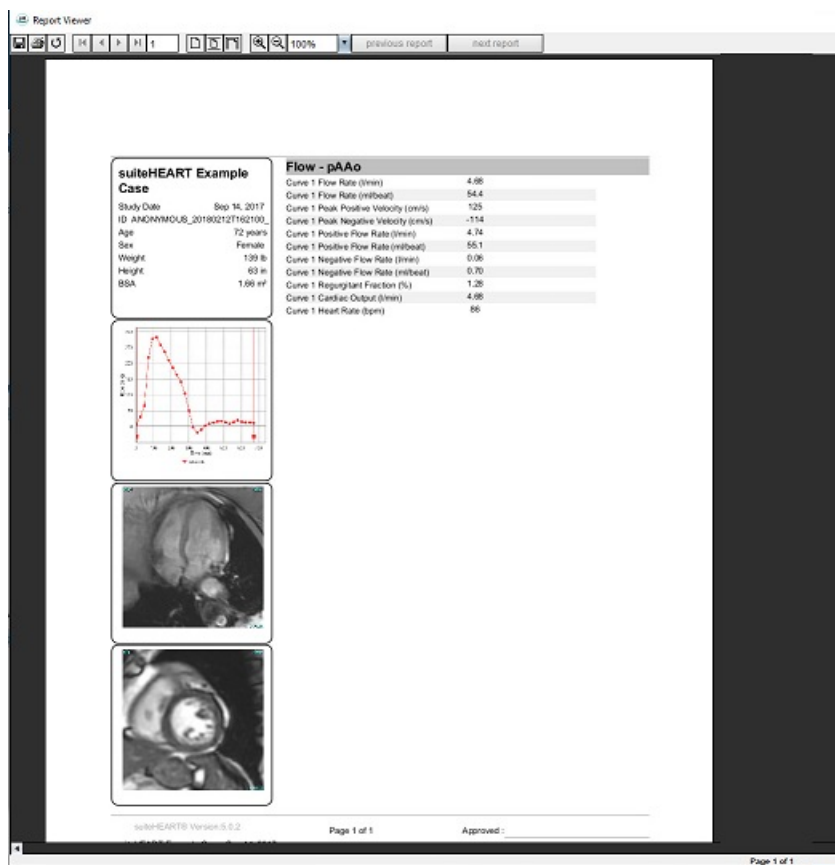 Report Viewer
1
100%
previous report
next report
suiteHEART Example
Case
Study Date Sep 14, 2017
ID ANONYMOUS_20180212T162100_
Age 72 years
Sex Female
Weight 139 lb
Height 63 in
BSA 1.66 m²
Flow - pAAo
Curve 1 Flow Rate (l/min) 4.68
Curve 1 Flow Rate (ml/beat) 54.4
Curve 1 Peak Positive Velocity (cm/s) 125
Curve 1 Peak Negative Velocity (cm/s) -114
Curve 1 Positive Flow Rate (l/min) 4.74
Curve 1 Positive Flow Rate (ml/beat) 55.1
Curve 1 Negative Flow Rate (l/min) 0.06
Curve 1 Negative Flow Rate (ml/beat) 0.70
Curve 1 Regurgitant Fraction (%) 1.28
Curve 1 Cardiac Output (l/min) 4.68
Curve 1 Heart Rate (bpm) 86
suiteHEART® Version 5.0.2
Page 1 of 1
Approved :
Page 1 of 1